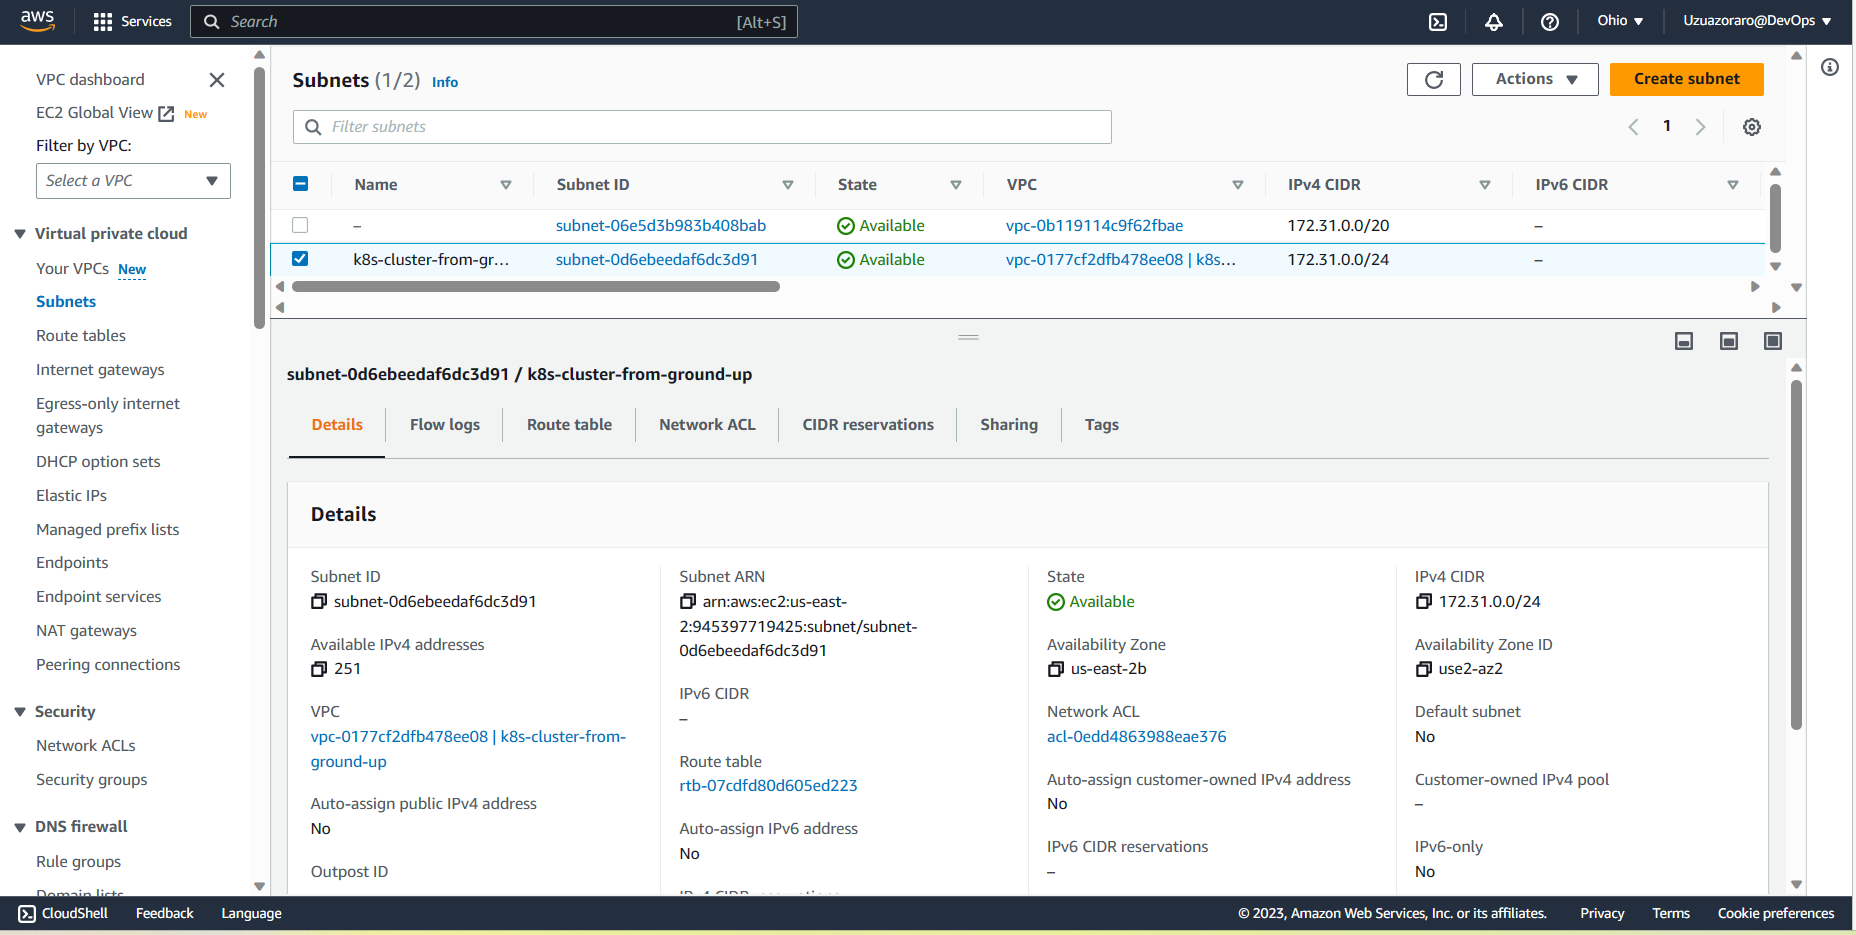 aws
Services
Search
[Alt+S]
Ohio
Uzuazoraro@DevOps
VPC dashboard
EC2 Global View New
Filter by VPC:
Select a VPC
Virtual private cloud
Your VPCs New
Subnets
Route tables
Internet gateways
Egress-only internet
gateways
DHCP option sets
Elastic IPs
Managed prefix lists
Endpoints
Endpoint services
NAT gateways
Peering connections
Security
Network ACLs
Security groups
DNS firewall
Rule groups
Domain lists
Subnets (1/2) Info
Actions
Create subnet
Filter subnets
1
Name Subnet ID State VPC IPv4 CIDR IPv6 CIDR
– subnet-06e5d3b983b408bab Available vpc-0b119114c9f62fbae 172.31.0.0/20 –
k8s-cluster-from-gr... subnet-0d6ebeedaf6dc3d91 Available vpc-0177cf2dfb478ee08 | k8s... 172.31.0.0/24 –
subnet-0d6ebeedaf6dc3d91 / k8s-cluster-from-ground-up
Details Flow logs Route table Network ACL CIDR reservations Sharing Tags
Details
Subnet ID
subnet-0d6ebeedaf6dc3d91
Available IPv4 addresses
251
VPC
vpc-0177cf2dfb478ee08 | k8s-cluster-from-
ground-up
Auto-assign public IPv4 address
No
Outpost ID
Subnet ARN
arn:aws:ec2:us-east-
2:945397719425:subnet/subnet-
0d6ebeedaf6dc3d91
IPv6 CIDR
–
Route table
rtb-07cdfd80d605ed223
Auto-assign IPv6 address
No
IPv4 CIDR reservations
State
Available
Availability Zone
us-east-2b
Network ACL
acl-0edd4863988eae376
Auto-assign customer-owned IPv4 address
No
IPv6 CIDR reservations
–
IPv4 CIDR
172.31.0.0/24
Availability Zone ID
use2-az2
Default subnet
No
Customer-owned IPv4 pool
–
IPv6-only
No
CloudShell Feedback Language
© 2023, Amazon Web Services, Inc. or its affiliates. Privacy Terms Cookie preferences